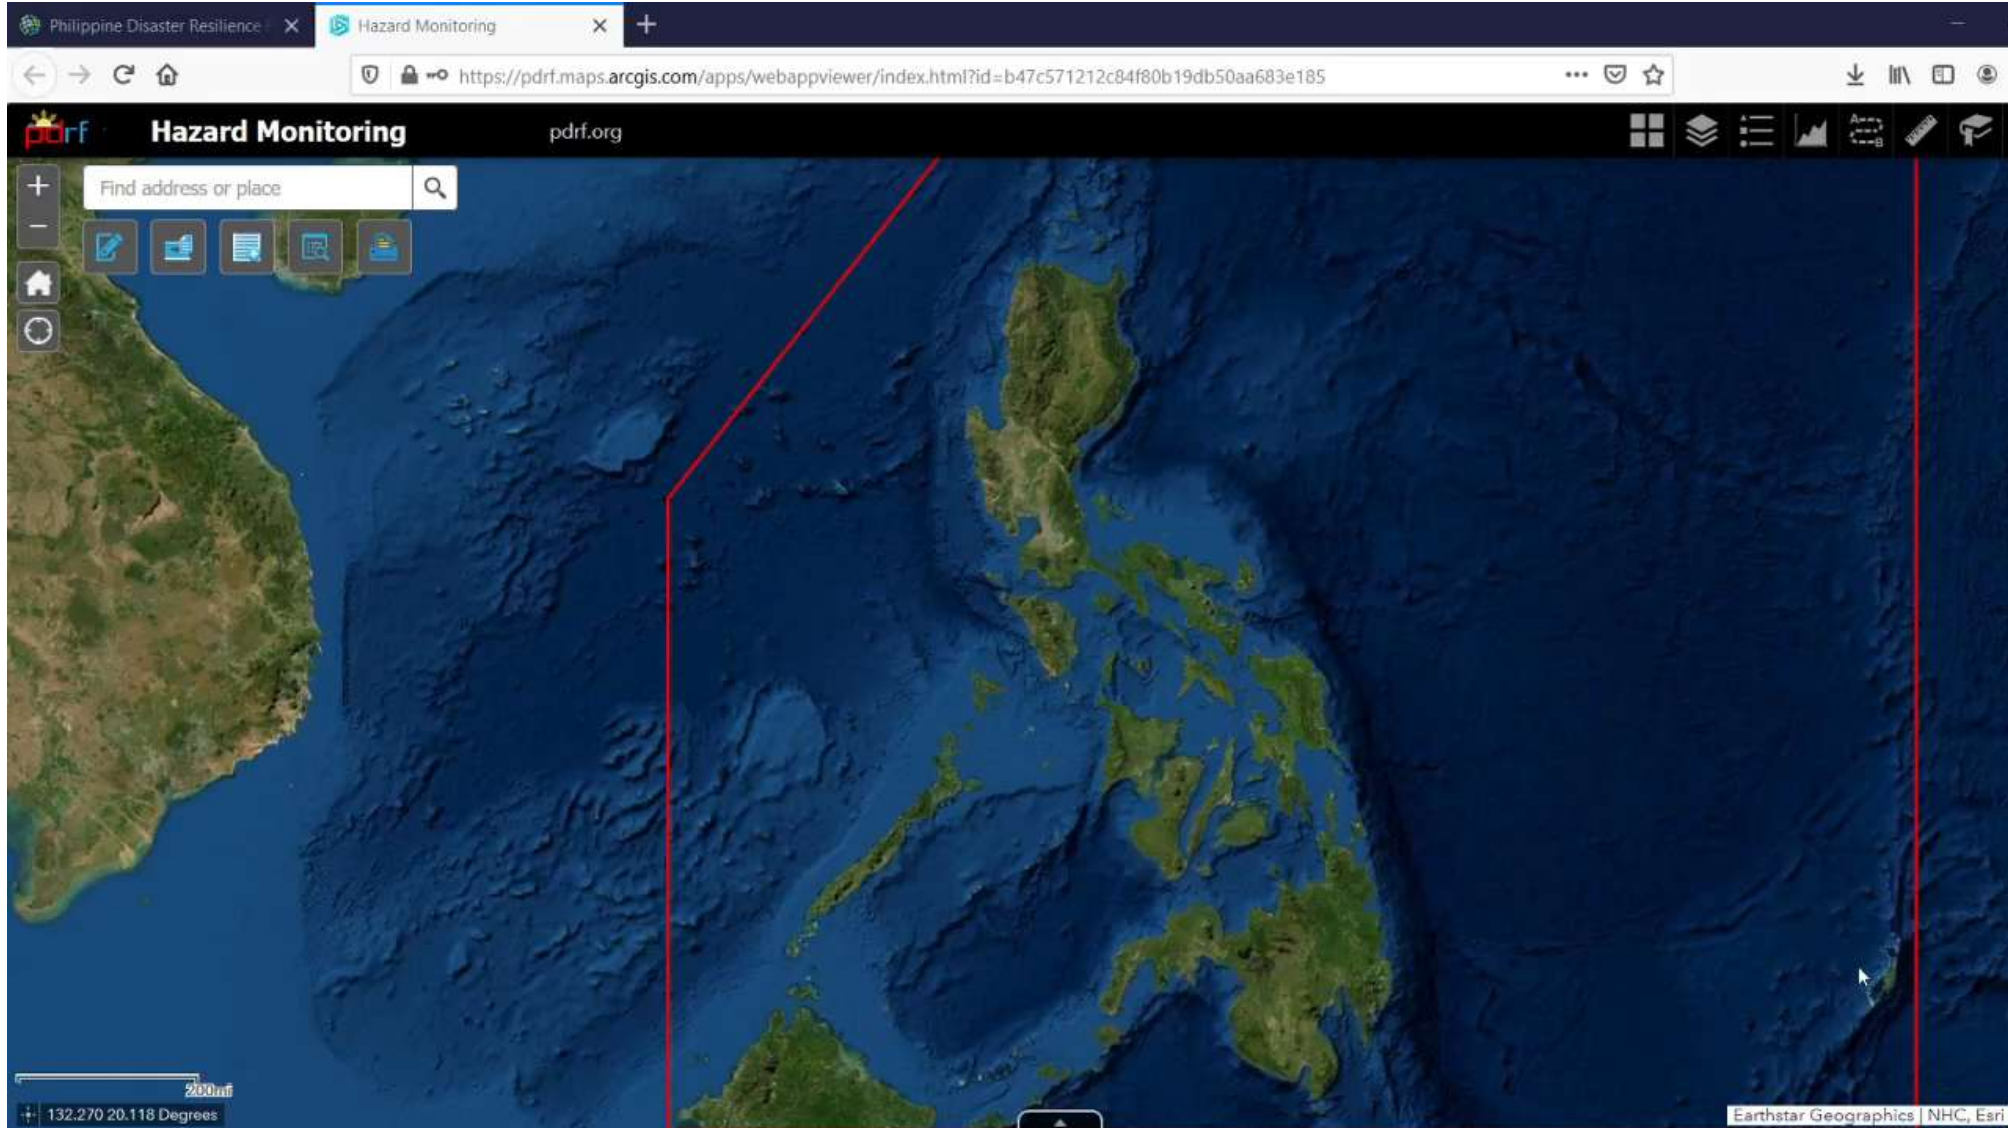 Philippine Disaster Resilience
Hazard Monitoring
https://pdrf.maps.arcgis.com/apps/webappviewer/index.html?id=b47c571212c84f80b19db50aa683e185
pdrf
Hazard Monitoring
pdrf.org
Find address or place
200mi
132.270 20.118 Degrees
Earthstar Geographics | NHC, Esri